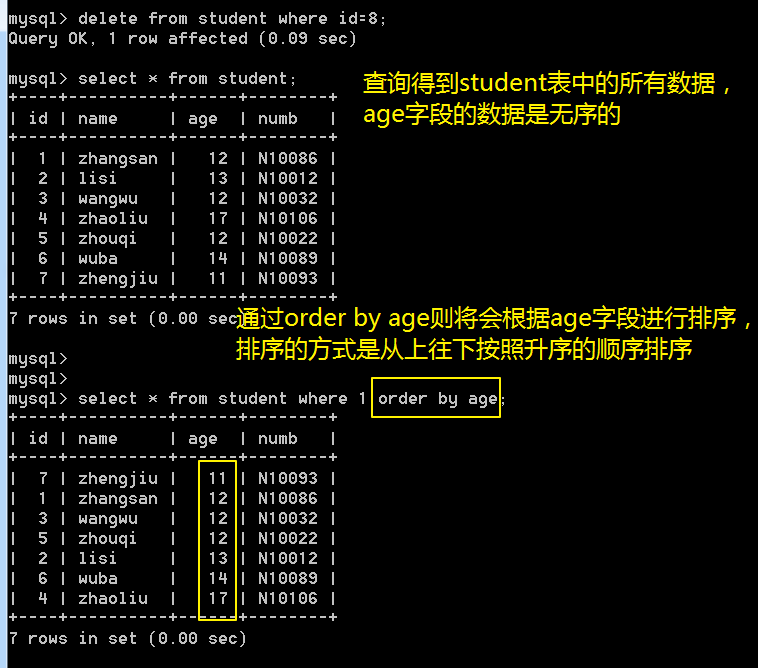 mysql> delete from student where id=8;
Query OK, 1 row affected (0.09 sec)
mysql> select * from student;
查询得到student表中的所有数据，
age字段的数据是无序的
+----+-----------+------+--------+
| id | name      | age  | numb   |
+----+-----------+------+--------+
|  1 | zhangsan  |   12 | N10086 |
|  2 | lisi      |   13 | N10012 |
|  3 | wangwu    |   12 | N10032 |
|  4 | zhaoliu   |   17 | N10106 |
|  5 | zhouqi    |   12 | N10022 |
|  6 | wuba      |   14 | N10089 |
|  7 | zhengjiu  |   11 | N10093 |
+----+-----------+------+--------+
7 rows in set (0.00 sec
通过order by age则将会根据age字段进行排序，
排序的方式是从上往下按照升序的顺序排序
mysql>
mysql>
mysql> select * from student where 1 order by age;
+----+-----------+------+--------+
| id | name      | age  | numb   |
+----+-----------+------+--------+
|  7 | zhengjiu  |   11 | N10093 |
|  1 | zhangsan  |   12 | N10086 |
|  3 | wangwu    |   12 | N10032 |
|  5 | zhouqi    |   12 | N10022 |
|  2 | lisi      |   13 | N10012 |
|  6 | wuba      |   14 | N10089 |
|  4 | zhaoliu   |   17 | N10106 |
+----+-----------+------+--------+
7 rows in set (0.00 sec)